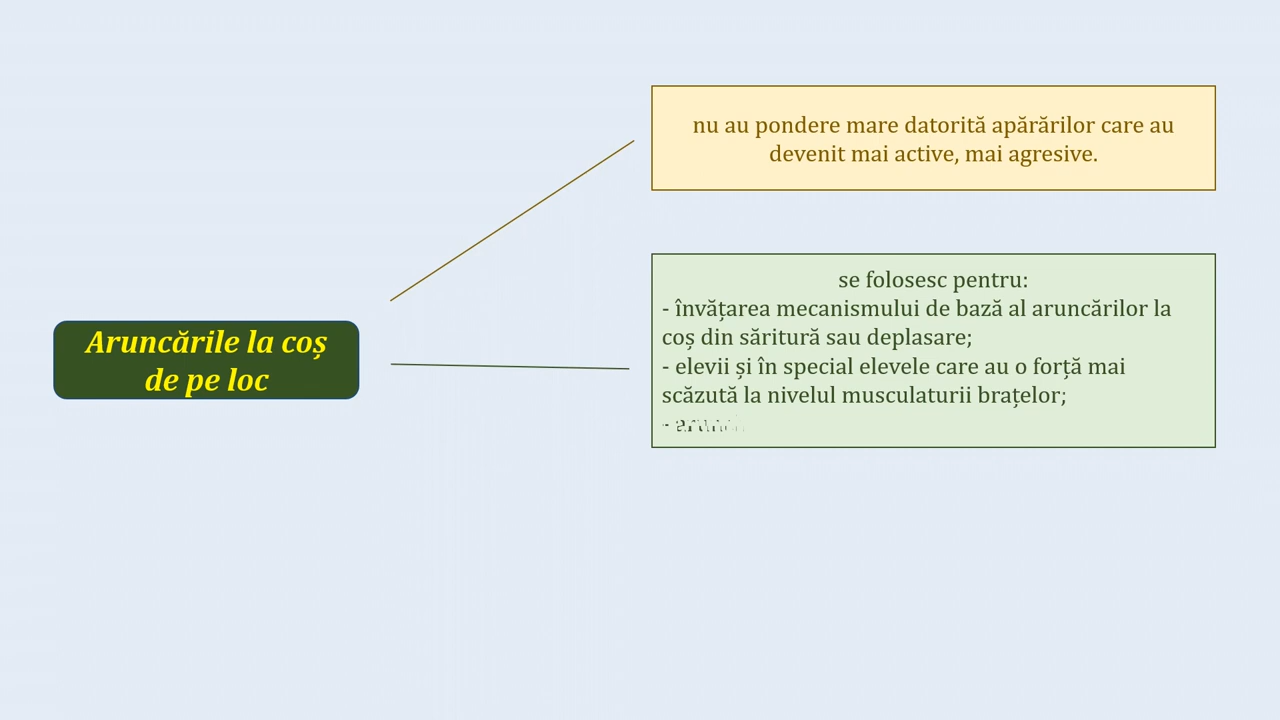 Aruncările la coș
de pe loc
nu au pondere mare datorită apărărilor care au
devenit mai active, mai agresive.
se folosesc pentru:
- învățarea mecanismului de bază al aruncărilor la
coș din săritură sau deplasare;
- elevii și în special elevele care au o forță mai
scăzută la nivelul musculaturii brațelor;
-